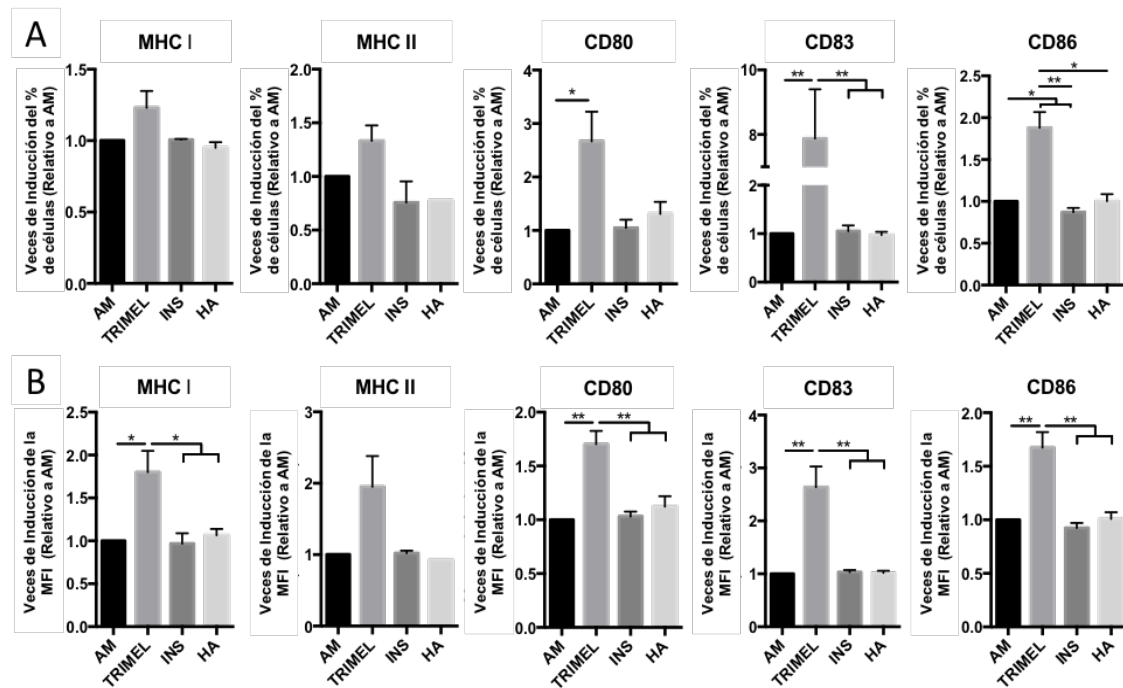 A
MHC I
MHC II
CD80
CD83
CD86
Veces de Inducción del %
de células (Relativo a AM)
1.5
1.0
0.5
0.0
AM
TRIMEL
INS
HA
Veces de Inducción del %
de células (Relativo a AM)
2.0
1.5
1.0
0.5
0.0
AM
TRIMEL
INS
HA
Veces de Inducción del %
de células (Relativo a AM)
4
3
2
1
0
*
AM
TRIMEL
INS
HA
Veces de Inducción del %
de células (Relativo a AM)
10
8
2
1
0
**
**
AM
TRIMEL
INS
HA
Veces de Inducción del %
de células (Relativo a AM)
2.5
2.0
1.5
1.0
0.5
0.0
*
**
*
AM
TRIMEL
INS
HA
B
MHC I
MHC II
CD80
CD83
CD86
Veces de Inducción de la
MFI (Relativo a AM)
2.5
2.0
1.5
1.0
0.5
0.0
*
*
AM
TRIMEL
INS
HA
Veces de Inducción de la
MFI (Relativo a AM)
3
2
1
0
AM
TRIMEL
INS
HA
Veces de Inducción de la
MFI (Relativo a AM)
2.0
1.5
1.0
0.5
0.0
**
**
AM
TRIMEL
INS
HA
Veces de Inducción de la
MFI (Relativo a AM)
4
3
2
1
0
**
**
AM
TRIMEL
INS
HA
Veces de Inducción de la
MFI (Relativo a AM)
2.0
1.5
1.0
0.5
0.0
**
**
AM
TRIMEL
INS
HA